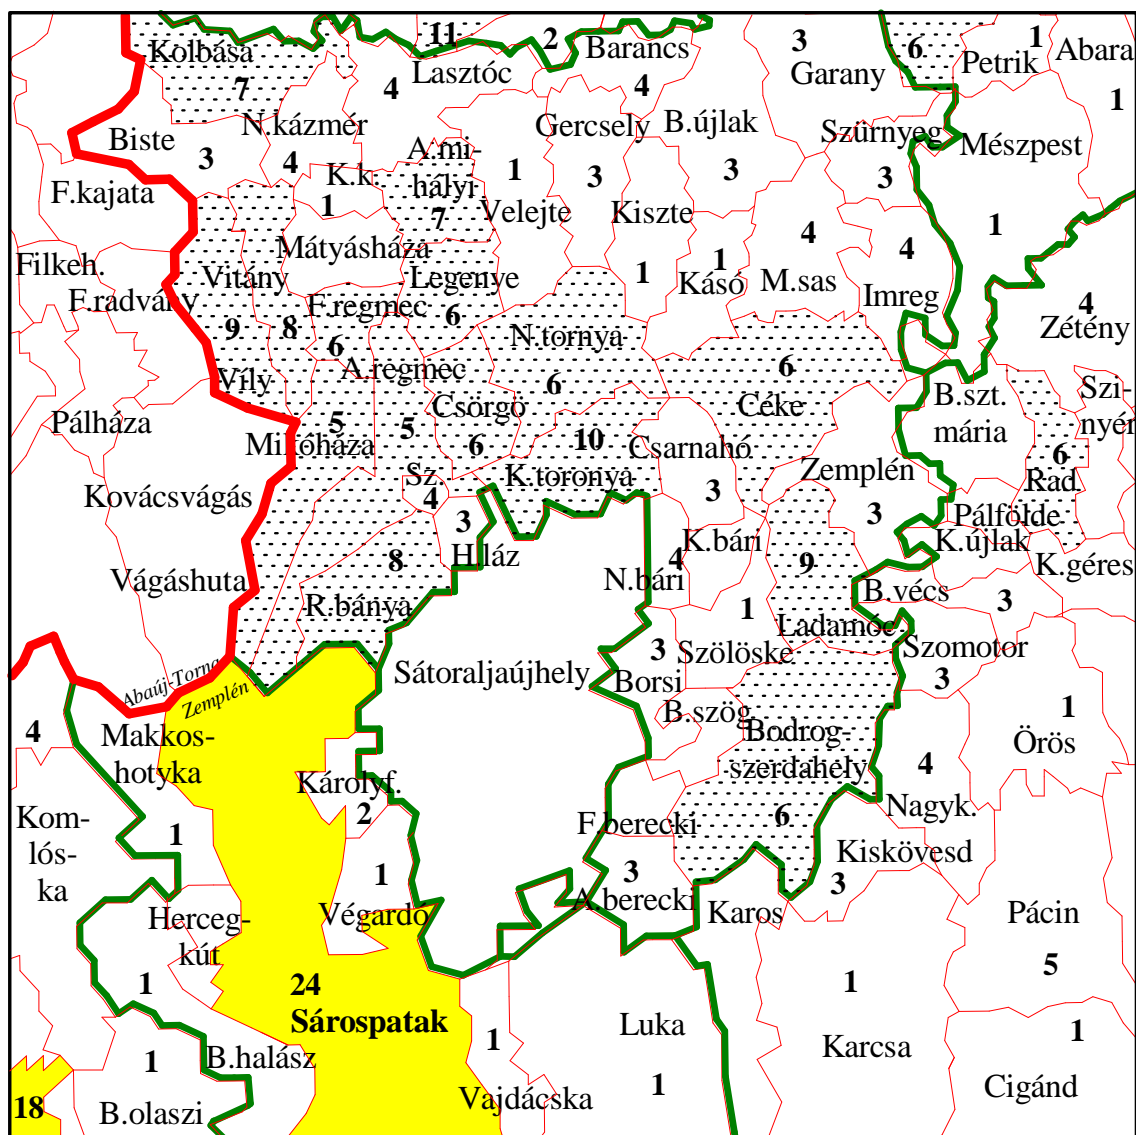 11
2
Barancs
3
6
1
Kolbása
Petrik
Abara
Lasztóc
Garany
7
4
4
1
N.kázmér
Gercsely
B.újlak
Szürnyeg
Biste
A.mi-
Mészpest
3
4
K.k.
hályi
1
3
3
3
F.kajata
1
7
Velejte
Kiszte
4
4
1
Mátyásháza
Filkeh.
Vitány
Legenye
1
1
Kásó
M.sas
Imreg
F.radvány
F.regmec
4
9
8
6
6
N.tornya
Zétény
6
A.regmec
6
Víly
Csörgő
Céke
B.szt.
mária
Szi-
nyér
Pálháza
5
5
6
10
Csarnahó
6
Mikóháza
Zemplén
Rad
Kovácsvágás
Sz.
4
K.toronya
3
3
3
Pálfölde
H.láz
K.bári
K.újlak
8
4
9
K.géres
Vágáshuta
N.bári
B.vécs
R.bánya
1
3
Ladamóc
3
Szölöske
Szomotor
Abaúj-Torna
Zemplén
Sátoraljaújhely
Borsi
3
B.szög
1
4
Makkos-
hotyka
Bodrog-
szerdahely
Örös
Károlyf.
4
Kom-
lós-
ka
2
F.berecki
6
Nagyk.
1
Kiskövesd
1
3
3
Herceg-
kút
Végardó
A.berecki
Karos
Pácin
1
24
Sárospatak
1
5
Luka
1
1
1
B.halász
Karcsa
18
B.olaszi
Vajdácska
1
Cigánd